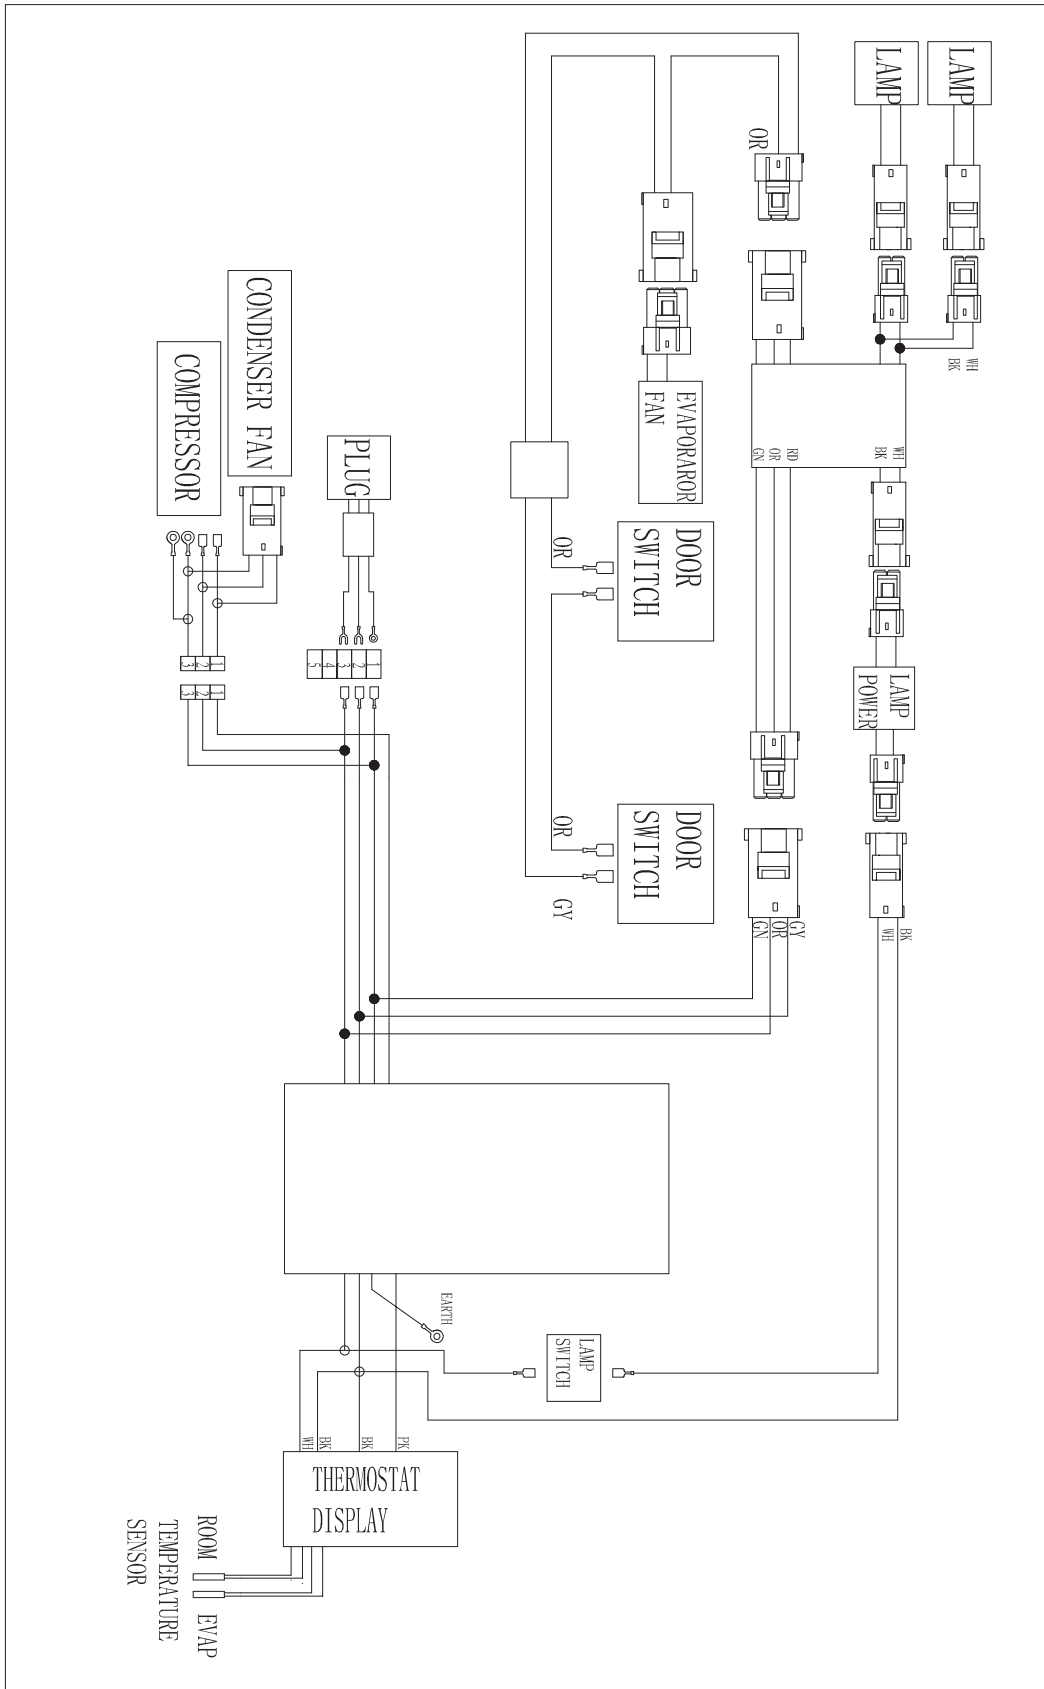 LAMP
LAMP
OR
WH
BK
CONDENSER FAN
COMPRESSOR
PLUG
EVAPORAROR
FAN
WH
BK
RD
OR
GN
DOOR
SWITCH
OR
1
2
3
4
5
1
2
3
1
2
3
LAMP
POWER
DOOR
SWITCH
OR
GY
BK
WH
GY
OR
GN
EARTH
LAMP
SWITCH
WH
BK
BK
PK
THERMOSTAT
DISPLAY
ROOM
EVAP
TEMPERATURE
SENSOR